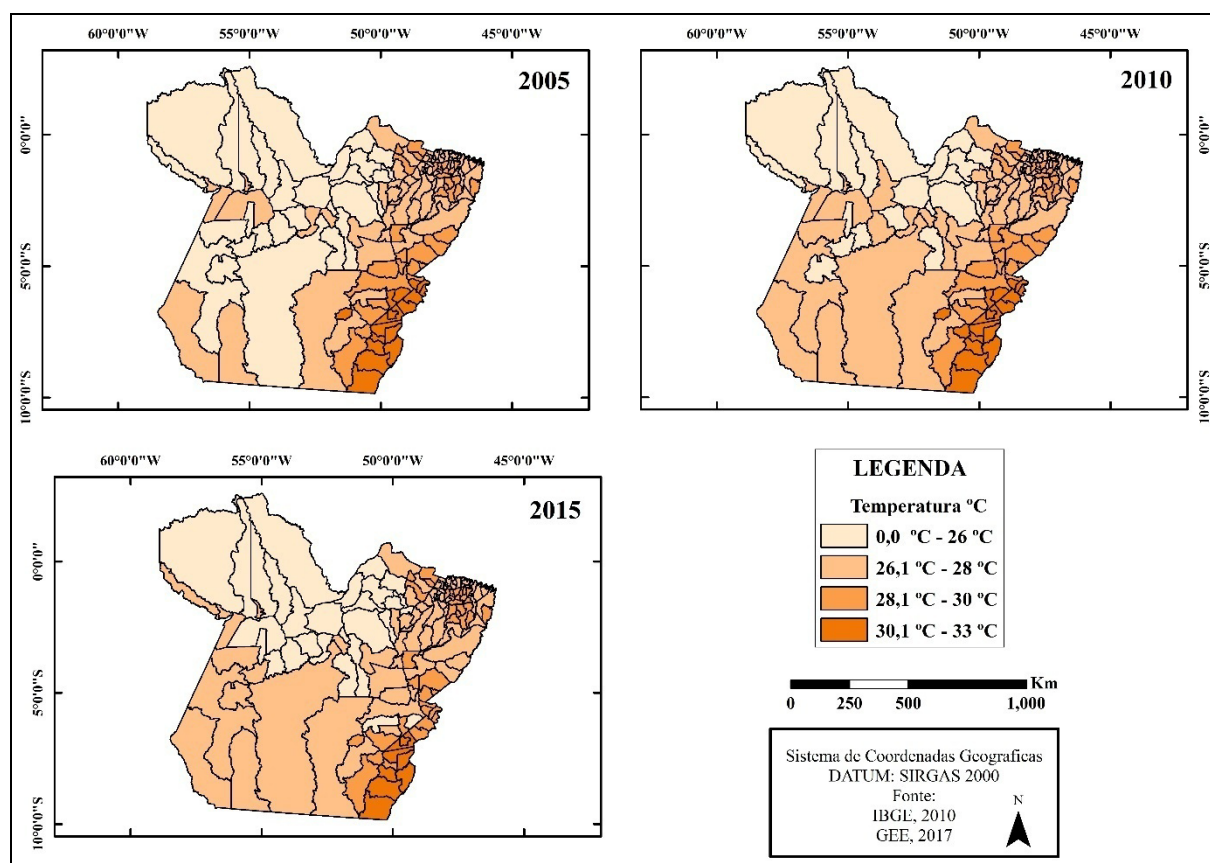 60°0'0"W 55°0'0"W 50°0'0"W 45°0'0"W
2005
0°0'0"
5°0'0"S
10°0'0"S
60°0'0"W 55°0'0"W 50°0'0"W 45°0'0"W
2010
0°0'0"
5°0'0"S
10°0'0"S
60°0'0"W 55°0'0"W 50°0'0"W 45°0'0"W
2015
0°0'0"
5°0'0"S
10°0'0"S
LEGENDA
Temperatura ºC
0,0 ºC - 26 ºC
26,1 ºC - 28 ºC
28,1 ºC - 30 ºC
30,1 ºC - 33 ºC
Km
0 250 500 1,000
Sistema de Coordenadas Geograficas
DATUM: SIRGAS 2000
Fonte:
IBGE, 2010
GEE, 2017
N